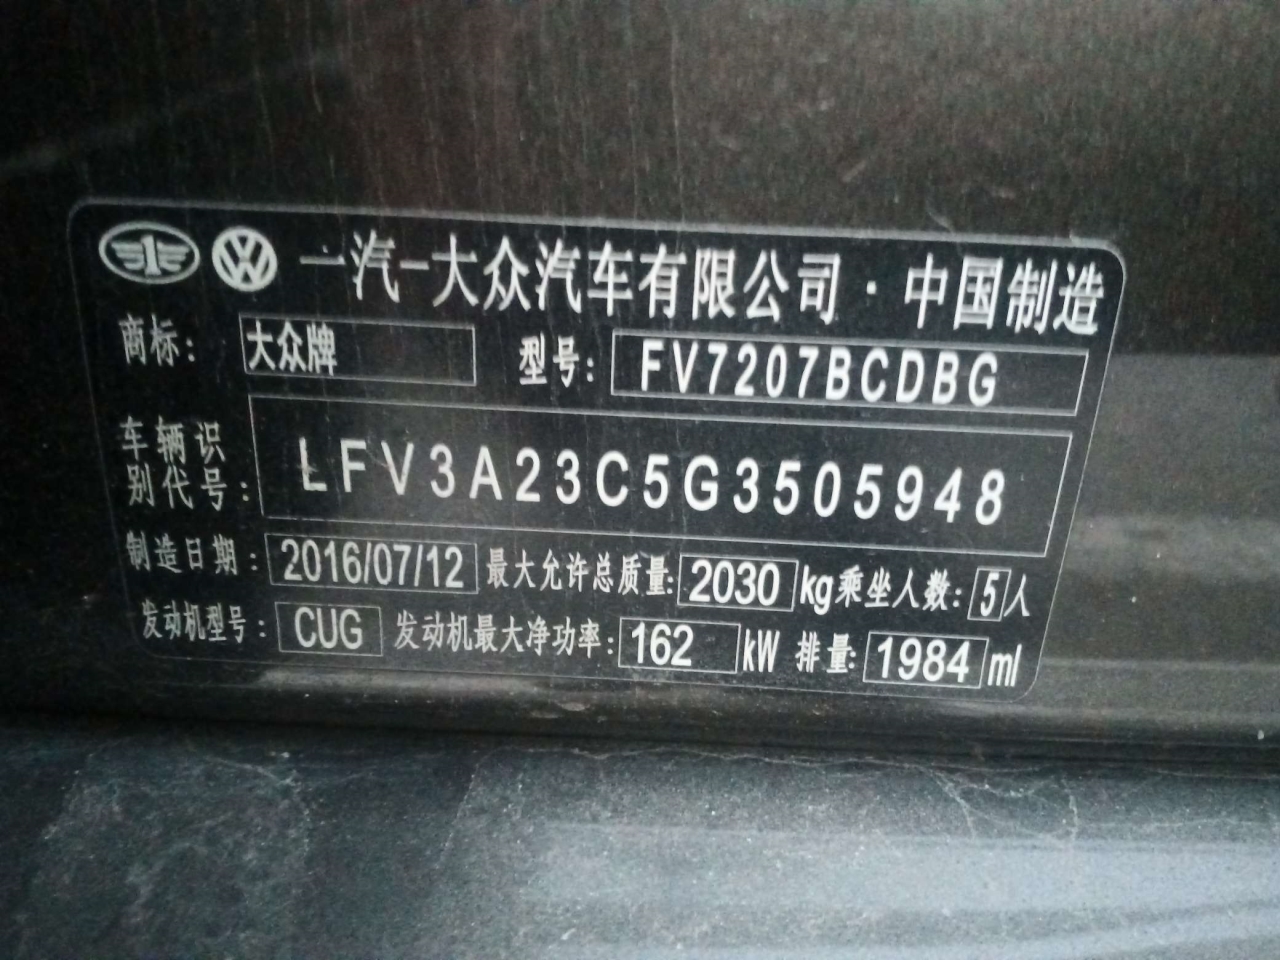 一汽-大众汽车有限公司·中国制造
商标: 大众牌 型号: FV7207BCDBG
车辆识
别代号: LFV3A23C5G3505948
制造日期: 2016/07/12 最大允许总质量: 2030 kg 乘坐人数: 5 人
发动机型号: CUG 发动机最大净功率: 162 kW 排量: 1984 ml